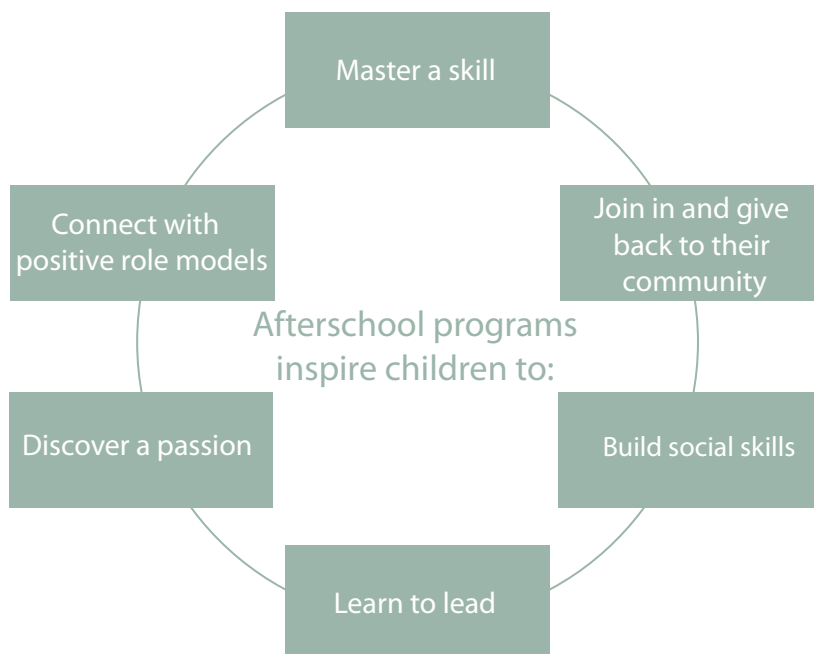 Master a skill
Connect with
positive role models
Join in and give
back to their
community
Afterschool programs
inspire children to:
Discover a passion
Build social skills
Learn to lead